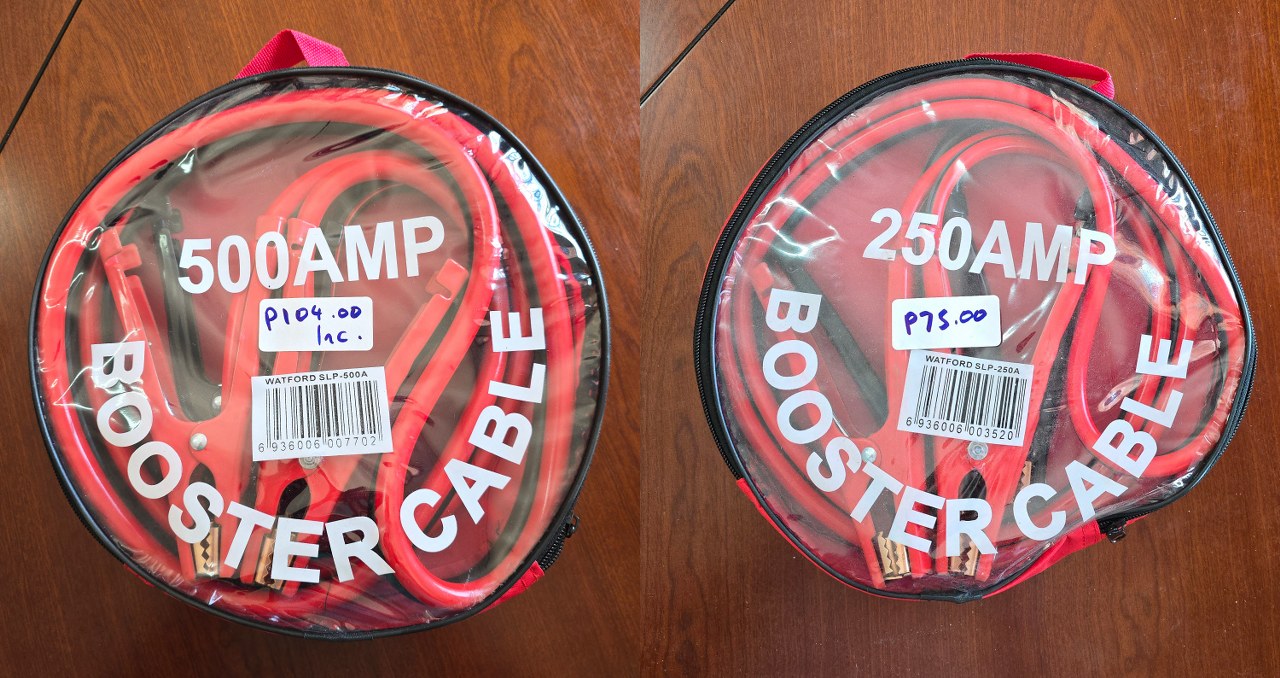 500AMP
P104.00
Inc.
WATFORD SLP-500A
6 936006 007702
BOOSTER CABLE
250AMP
P75.00
WATFORD SLP-250A
6 936006 003520
BOOSTER CABLE